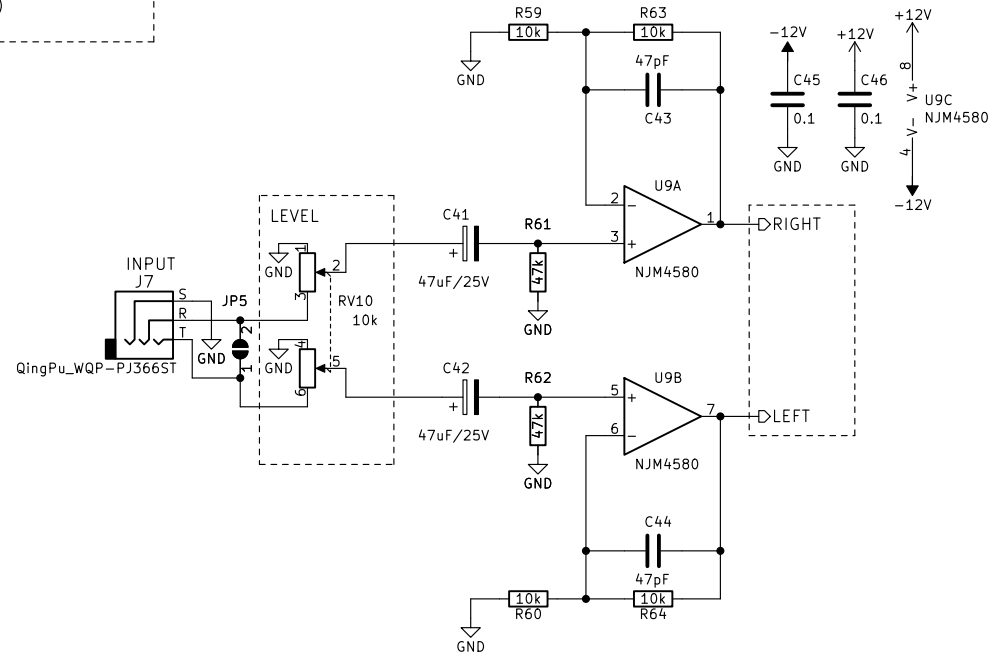 )
R59
10k
R63
10k
GND
47pF
C43
-12V
+12V
+12V
C45
0.1
C46
0.1
GND
GND
8
V+
U9C
NJM4580
V-
4
-12V
LEVEL
C41
+
47uF/25V
R61
47k
GND
U9A
2
−
3
+
1
NJM4580
RIGHT
INPUT
J7
S
R
T
GND
QingPu_WQP-PJ366ST
JP5
2
1
GND
1
2
3
RV10
10k
GND
4
5
6
C42
+
47uF/25V
R62
47k
GND
U9B
5
+
6
−
7
NJM4580
LEFT
C44
47pF
10k
R60
10k
R64
GND